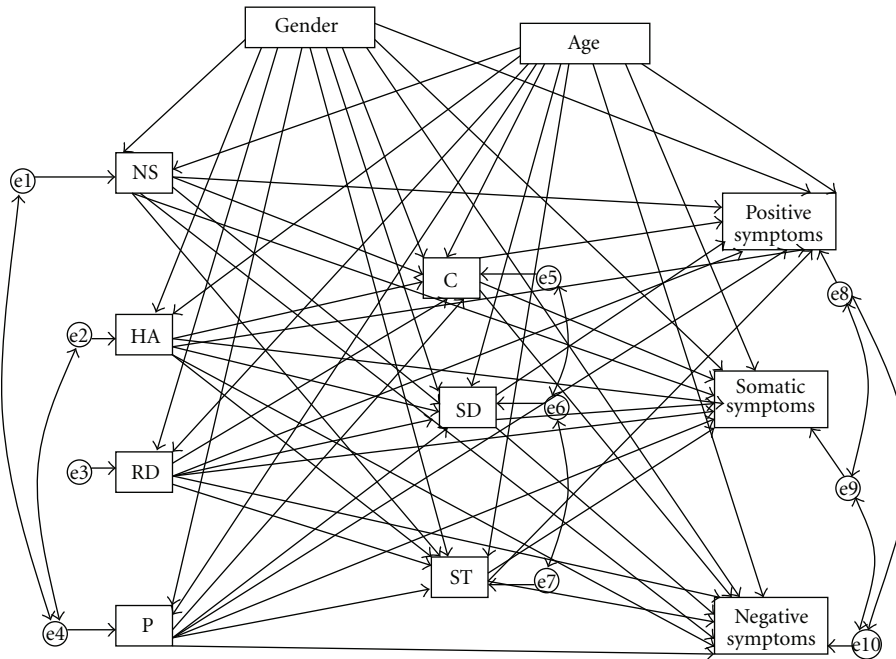 Gender
Age
NS
e1
Positive
symptoms
C
e5
e8
HA
e2
Somatic
symptoms
SD
e6
RD
e3
e9
ST
e7
P
e4
Negative
symptoms
e10